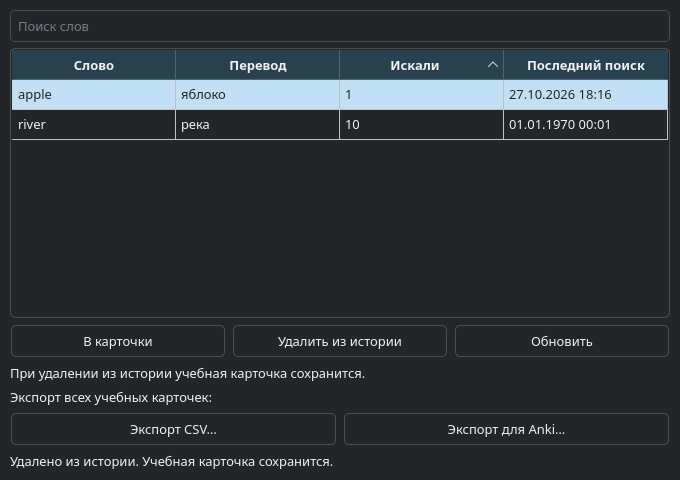 Поиск слов
Слово Перевод Искали Последний поиск
apple яблоко 1 27.10.2026 18:16
river река 10 01.01.1970 00:01
В карточки Удалить из истории Обновить
При удалении из истории учебная карточка сохранится.
Экспорт всех учебных карточек:
Экспорт CSV... Экспорт для Anki...
Удалено из истории. Учебная карточка сохранится.